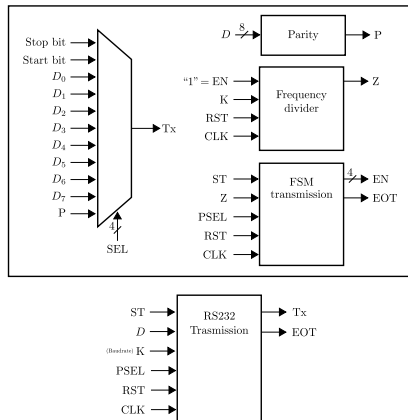 Stop bit
Start bit
D0
D1
D2
D3
D4
D5
D6
D7
P
Tx
4
SEL
D
8
Parity
P
"1" = EN
K
RST
CLK
Frequency
divider
Z
ST
Z
PSEL
RST
CLK
FSM
transmission
4
EN
EOT
ST
D
(Baudrate) K
PSEL
RST
CLK
RS232
Trasmission
Tx
EOT